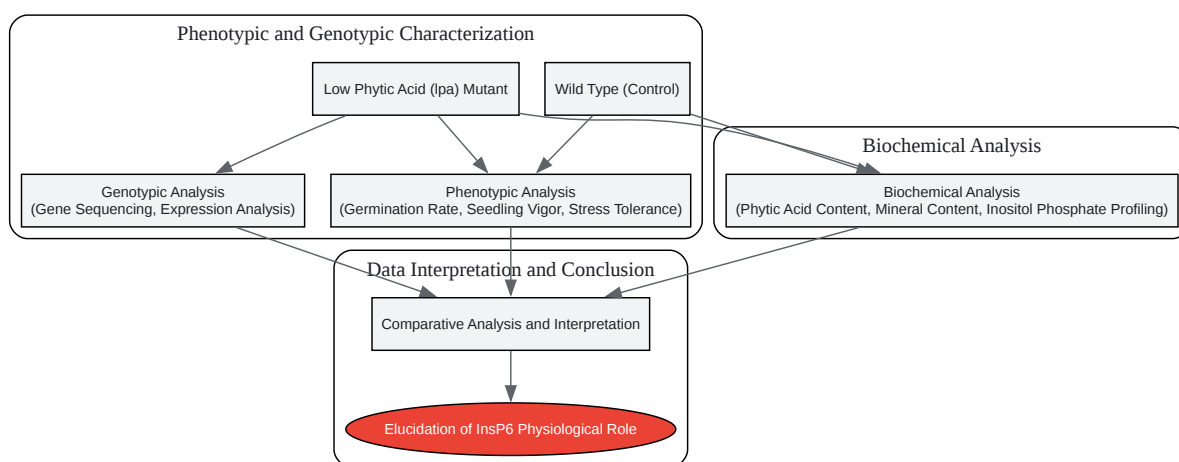 Phenotypic and Genotypic Characterization
Low Phytic Acid (lpa) Mutant
Wild Type (Control)
Biochemical Analysis
Genotypic Analysis
(Gene Sequencing, Expression Analysis)
Phenotypic Analysis
(Germination Rate, Seedling Vigor, Stress Tolerance)
Biochemical Analysis
(Phytic Acid Content, Mineral Content, Inositol Phosphate Profiling)
Data Interpretation and Conclusion
Comparative Analysis and Interpretation
Elucidation of InsP6 Physiological Role